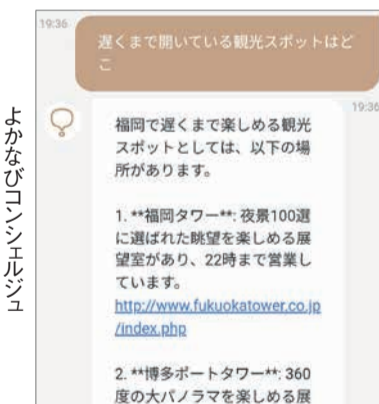 よかなびコンシェルジュ
19:36
遅くまで開いている観光スポットはど
こ
19:36
福岡で遅くまで楽しめる観光
スポットとしては、以下の場
所があります。
1. **福岡タワー**: 夜景100選
に選ばれた眺望を楽しめる展
望室があり、22時まで営業し
ています。
http://www.fukuokatower.co.jp
/index.php
2. **博多ポートタワー**: 360
度の大パノラマを楽しめる展